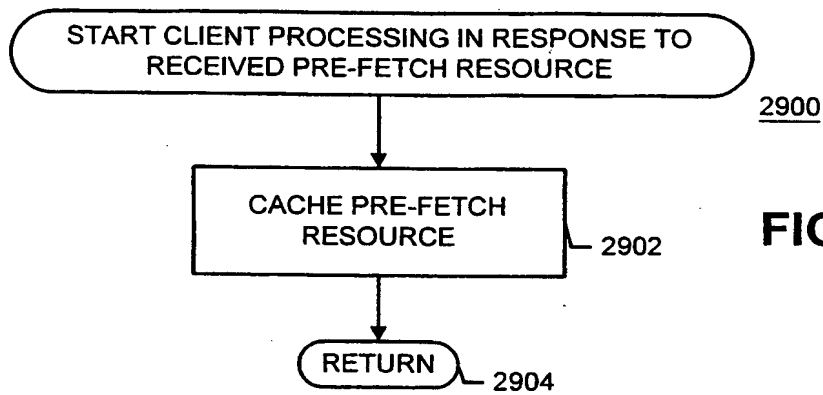 START CLIENT PROCESSING IN RESPONSE TO
RECEIVED PRE-FETCH RESOURCE
2900
CACHE PRE-FETCH
RESOURCE
2902
RETURN
2904